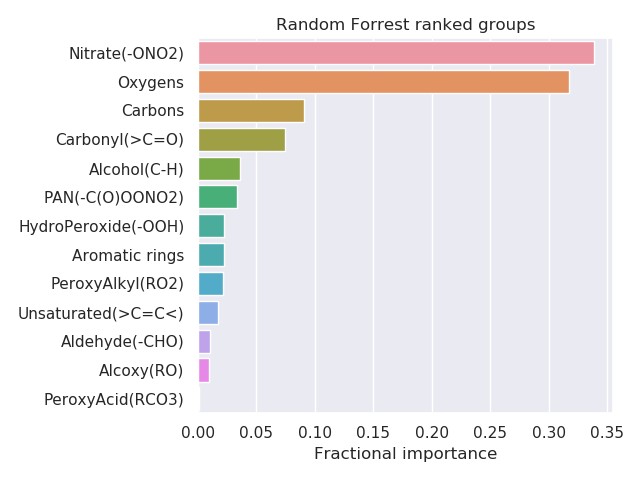 Random Forrest ranked groups
Nitrate(-ONO2)
Oxygens
Carbons
Carbonyl(>C=O)
Alcohol(C-H)
PAN(-C(O)OONO2)
HydroPeroxide(-OOH)
Aromatic rings
PeroxyAlkyl(RO2)
Unsaturated(>C=C<)
Aldehyde(-CHO)
Alcoxy(RO)
PeroxyAcid(RCO3)
0.00 0.05 0.10 0.15 0.20 0.25 0.30 0.35
Fractional importance